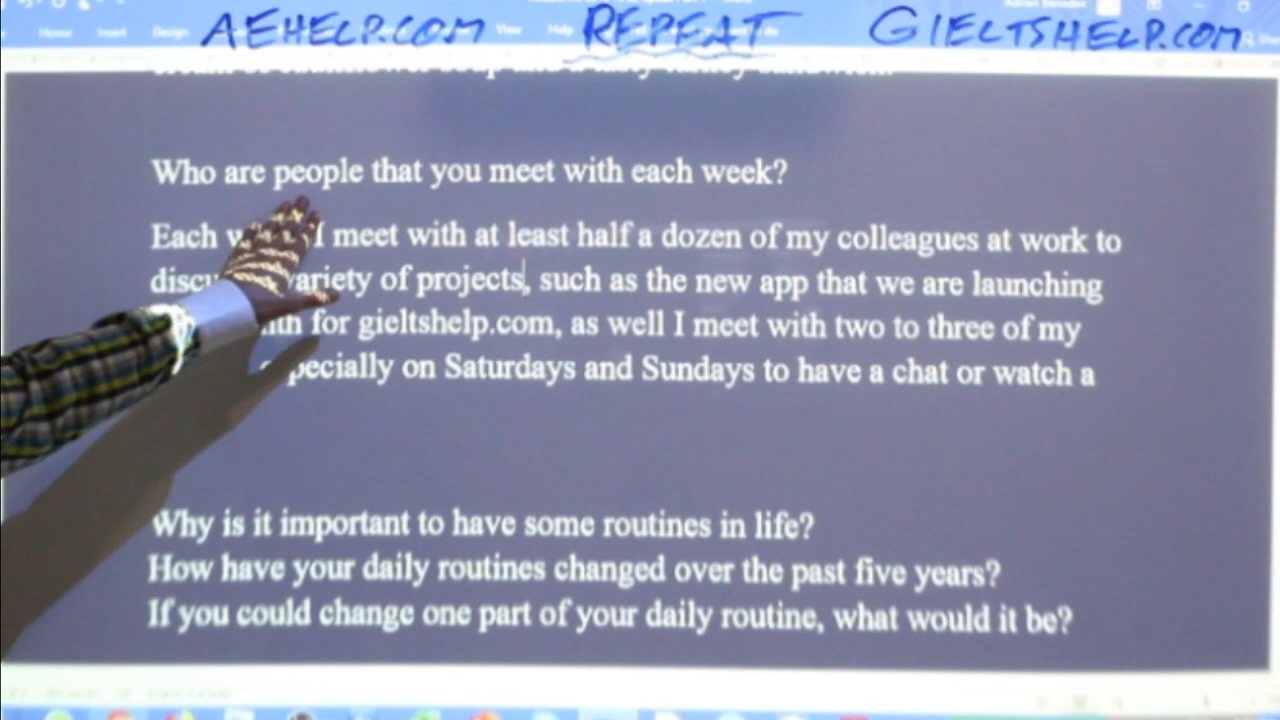 AEHELP.COM REPEAT GIELTSHELP.COM
Home Insert Design View Help
Who are people that you meet with each week?
Each I meet with at least half a dozen of my colleagues at work to
variety of projects, such as the new app that we are launching
for gieltshelp.com, as well I meet with two to three of my
especially on Saturdays and Sundays to have a chat or watch a
Why is it important to have some routines in life?
How have your daily routines changed over the past five years?
If you could change one part of your daily routine, what would it be?